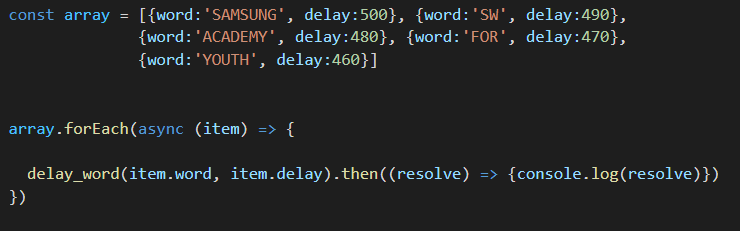 const array = [{word:'SAMSUNG', delay:500}, {word:'SW', delay:490},
{word:'ACADEMY', delay:480}, {word:'FOR', delay:470},
{word:'YOUTH', delay:460}]
array.forEach(async (item) => {
delay_word(item.word, item.delay).then((resolve) => {console.log(resolve)})
})